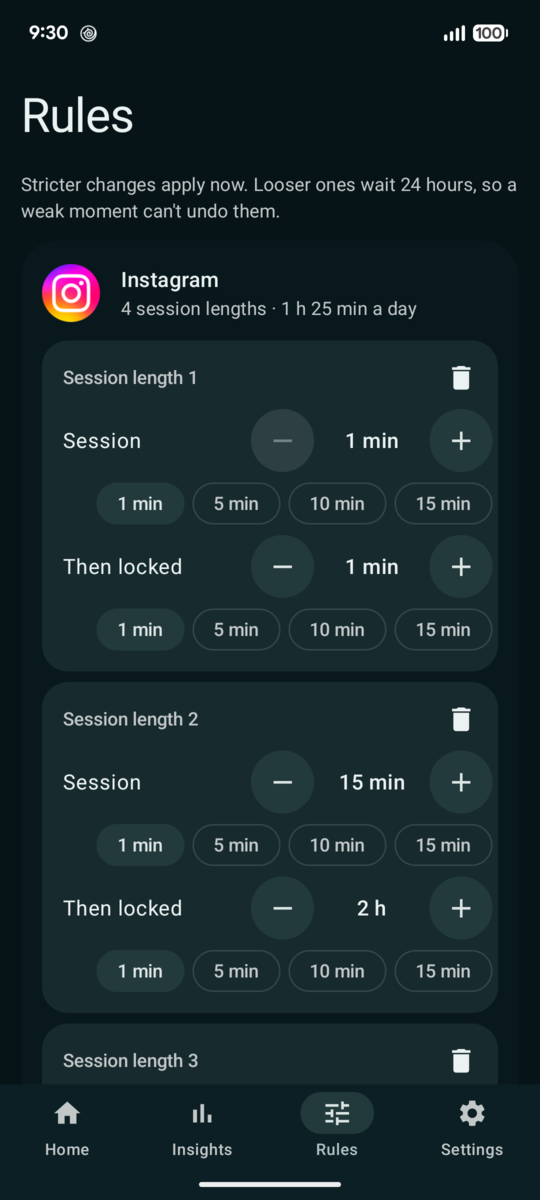 9:30
100
Rules
Stricter changes apply now. Looser ones wait 24 hours, so a
weak moment can't undo them.
Instagram
4 session lengths · 1 h 25 min a day
Session length 1
Session − 1 min +
1 min 5 min 10 min 15 min
Then locked − 1 min +
1 min 5 min 10 min 15 min
Session length 2
Session − 15 min +
1 min 5 min 10 min 15 min
Then locked − 2 h +
1 min 5 min 10 min 15 min
Session length 3
Home Insights Rules Settings